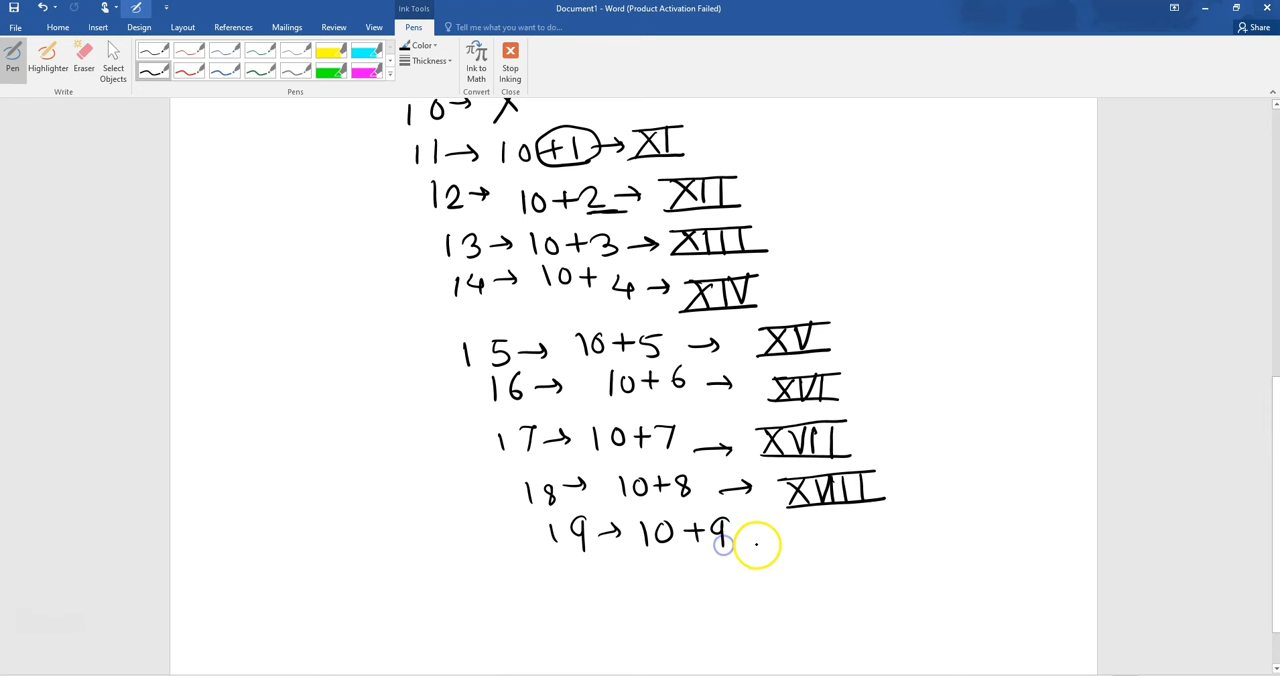 Ink Tools
Document1 - Word (Product Activation Failed)
File Home Insert Design Layout References Mailings Review View Pens Tell me what you want to do... Share
Pen Highlighter Eraser Select Objects
Color
Thickness
Ink to Math
Stop Inking
Write Pens Convert Close
10→ X
11→ 10+1→XI
12→ 10+2→ XII
13→10+3→XIII
14→ 10+4→XIV
15→ 10+5→ XV
16→ 10+6→ XVI
17→10+7→ XVII
18→ 10+8→ XVIII
19→10+9